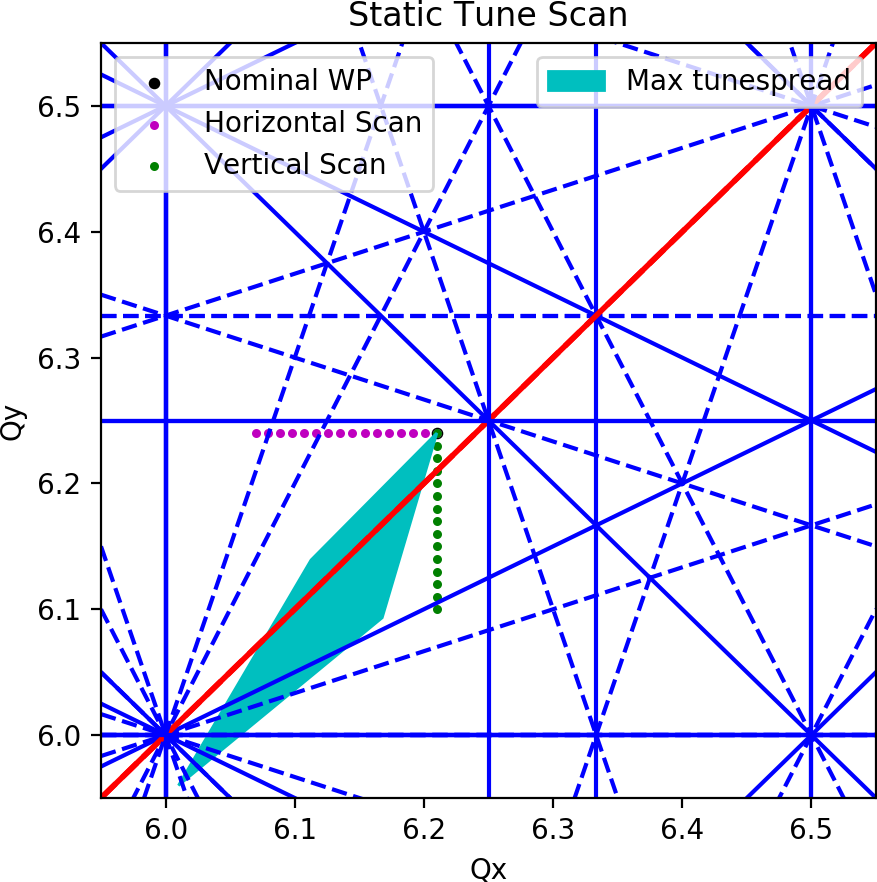 Static Tune Scan
Nominal WP
Horizontal Scan
Vertical Scan
Max tunespread
6.5
6.4
6.3
6.2
6.1
6.0
Qy
6.0 6.1 6.2 6.3 6.4 6.5
Qx